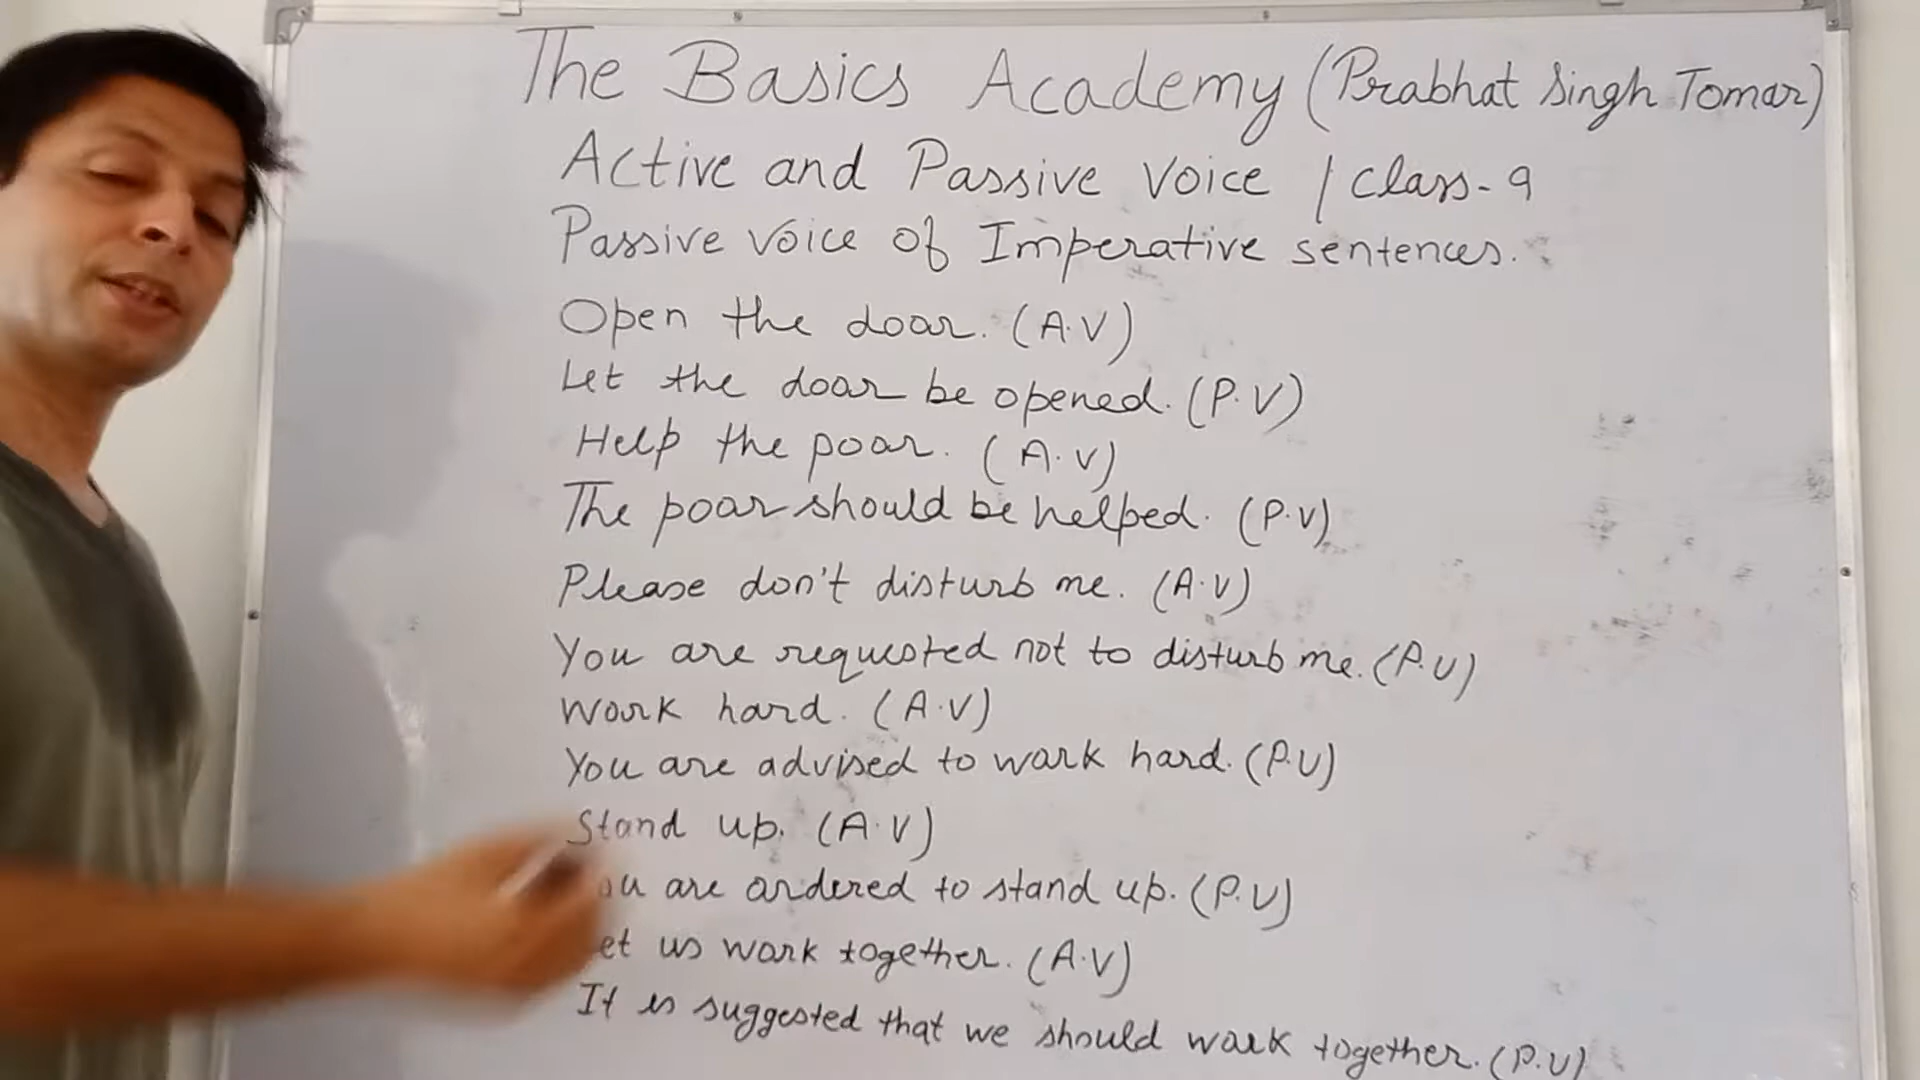 The Basics Academy (Prabhat Singh Tomar)
Active and Passive Voice / Class-9
Passive voice of Imperative sentences.
Open the door. (A.V)
Let the door be opened. (P.V)
Help the poor. (A.V)
The poor should be helped. (P.V)
Please don't disturb me. (A.V)
You are requested not to disturb me. (P.V)
Work hard. (A.V)
You are advised to work hard. (P.V)
Stand up. (A.V)
ou are ordered to stand up. (P.V)
et us work together. (A.V)
It is suggested that we should work together. (P.V)